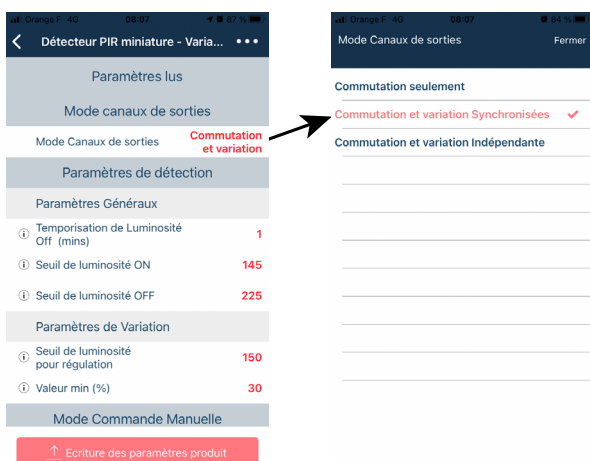 Orange F 4G 08:07 87 %
Détecteur PIR miniature - Varia...
Paramètres lus
Mode canaux de sorties
Mode Canaux de sorties
Commutation
et variation
Paramètres de détection
Paramètres Généraux
Temporisation de Luminosité
Off (mins)
1
Seuil de luminosité ON 145
Seuil de luminosité OFF 225
Paramètres de Variation
Seuil de luminosité
pour régulation
150
Valeur min (%) 30
Mode Commande Manuelle
Ecriture des paramètres produit
Orange F 4G 08:07 84 %
Mode Canaux de sorties Fermer
Commutation seulement
Commutation et variation Synchronisées
Commutation et variation Indépendante